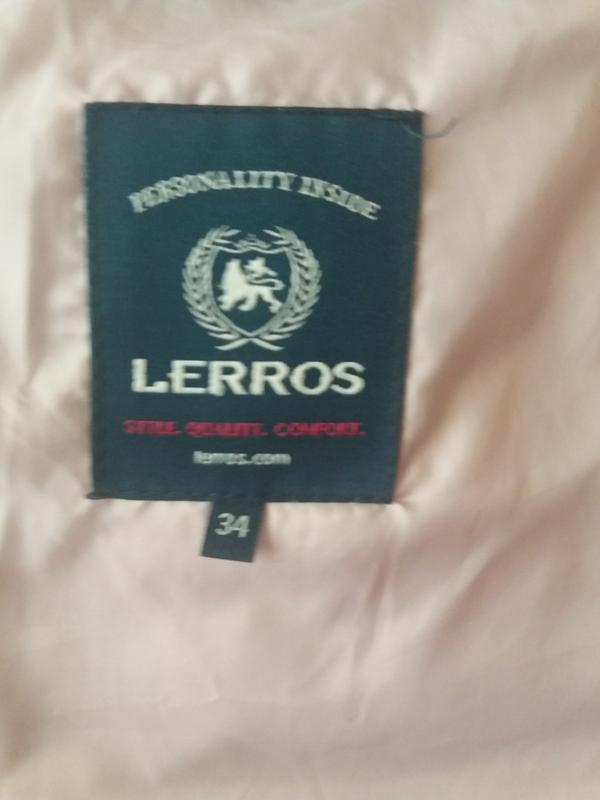 PERSONALITY INSIDE
LERROS
STYLE. QUALITY. COMFORT.
lerros.com
34